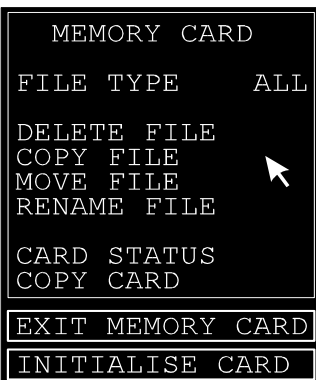 MEMORY CARD
FILE TYPE ALL
DELETE FILE
COPY FILE
MOVE FILE
RENAME FILE
CARD STATUS
COPY CARD
EXIT MEMORY CARD
INITIALISE CARD